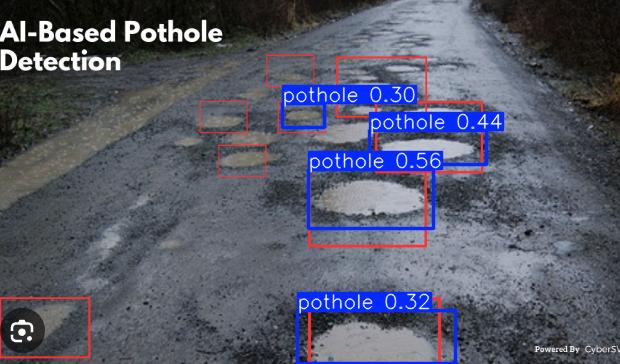 AI-Based Pothole
Detection
pothole 0.30
pothole 0.44
pothole 0.56
pothole 0.32
Powered By